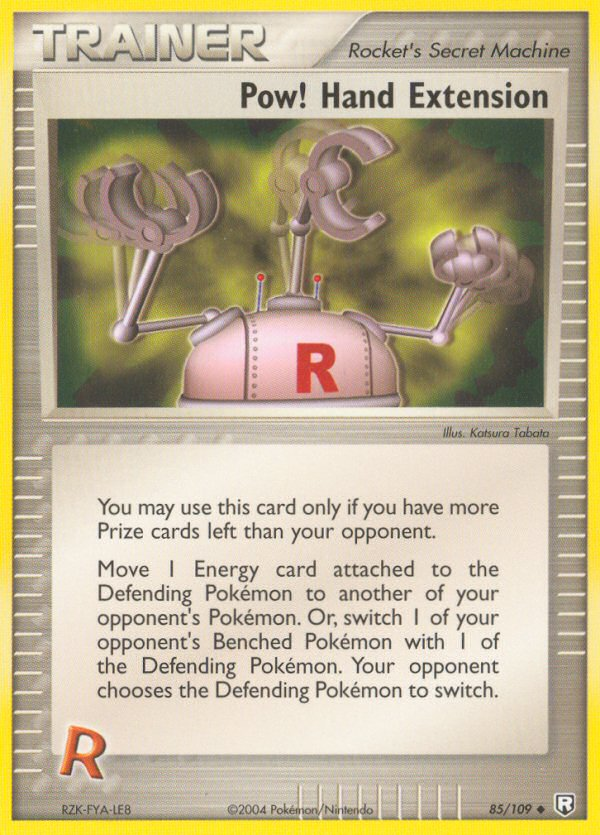 TRAINER
Rocket's Secret Machine
Pow! Hand Extension
R
Illus. Katsura Tabata
You may use this card only if you have more
Prize cards left than your opponent.
Move 1 Energy card attached to the
Defending Pokémon to another of your
opponent's Pokémon. Or, switch 1 of your
opponent's Benched Pokémon with 1 of
the Defending Pokémon. Your opponent
chooses the Defending Pokémon to switch.
R
RZK-FYA-LE8
©2004 Pokémon/Nintendo
85/109 ◆ R